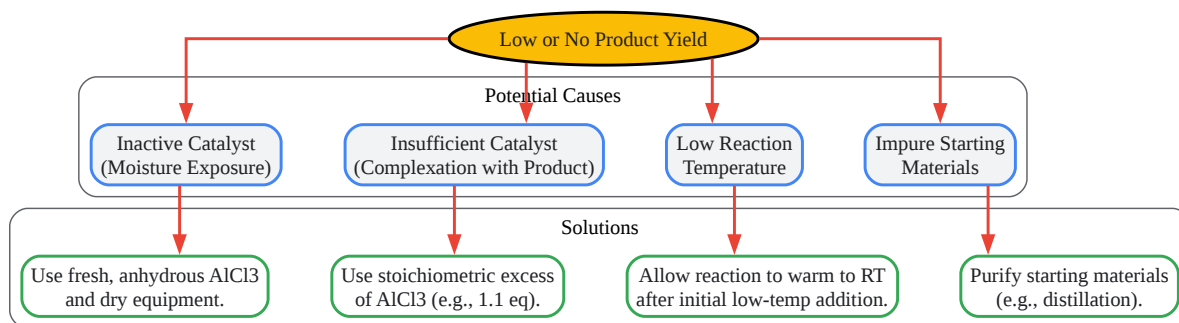 Low or No Product Yield
Potential Causes
Inactive Catalyst
(Moisture Exposure)
Insufficient Catalyst
(Complexation with Product)
Low Reaction
Temperature
Impure Starting
Materials
Solutions
Use fresh, anhydrous AlCl3
and dry equipment.
Use stoichiometric excess
of AlCl3 (e.g., 1.1 eq).
Allow reaction to warm to RT
after initial low-temp addition.
Purify starting materials
(e.g., distillation).